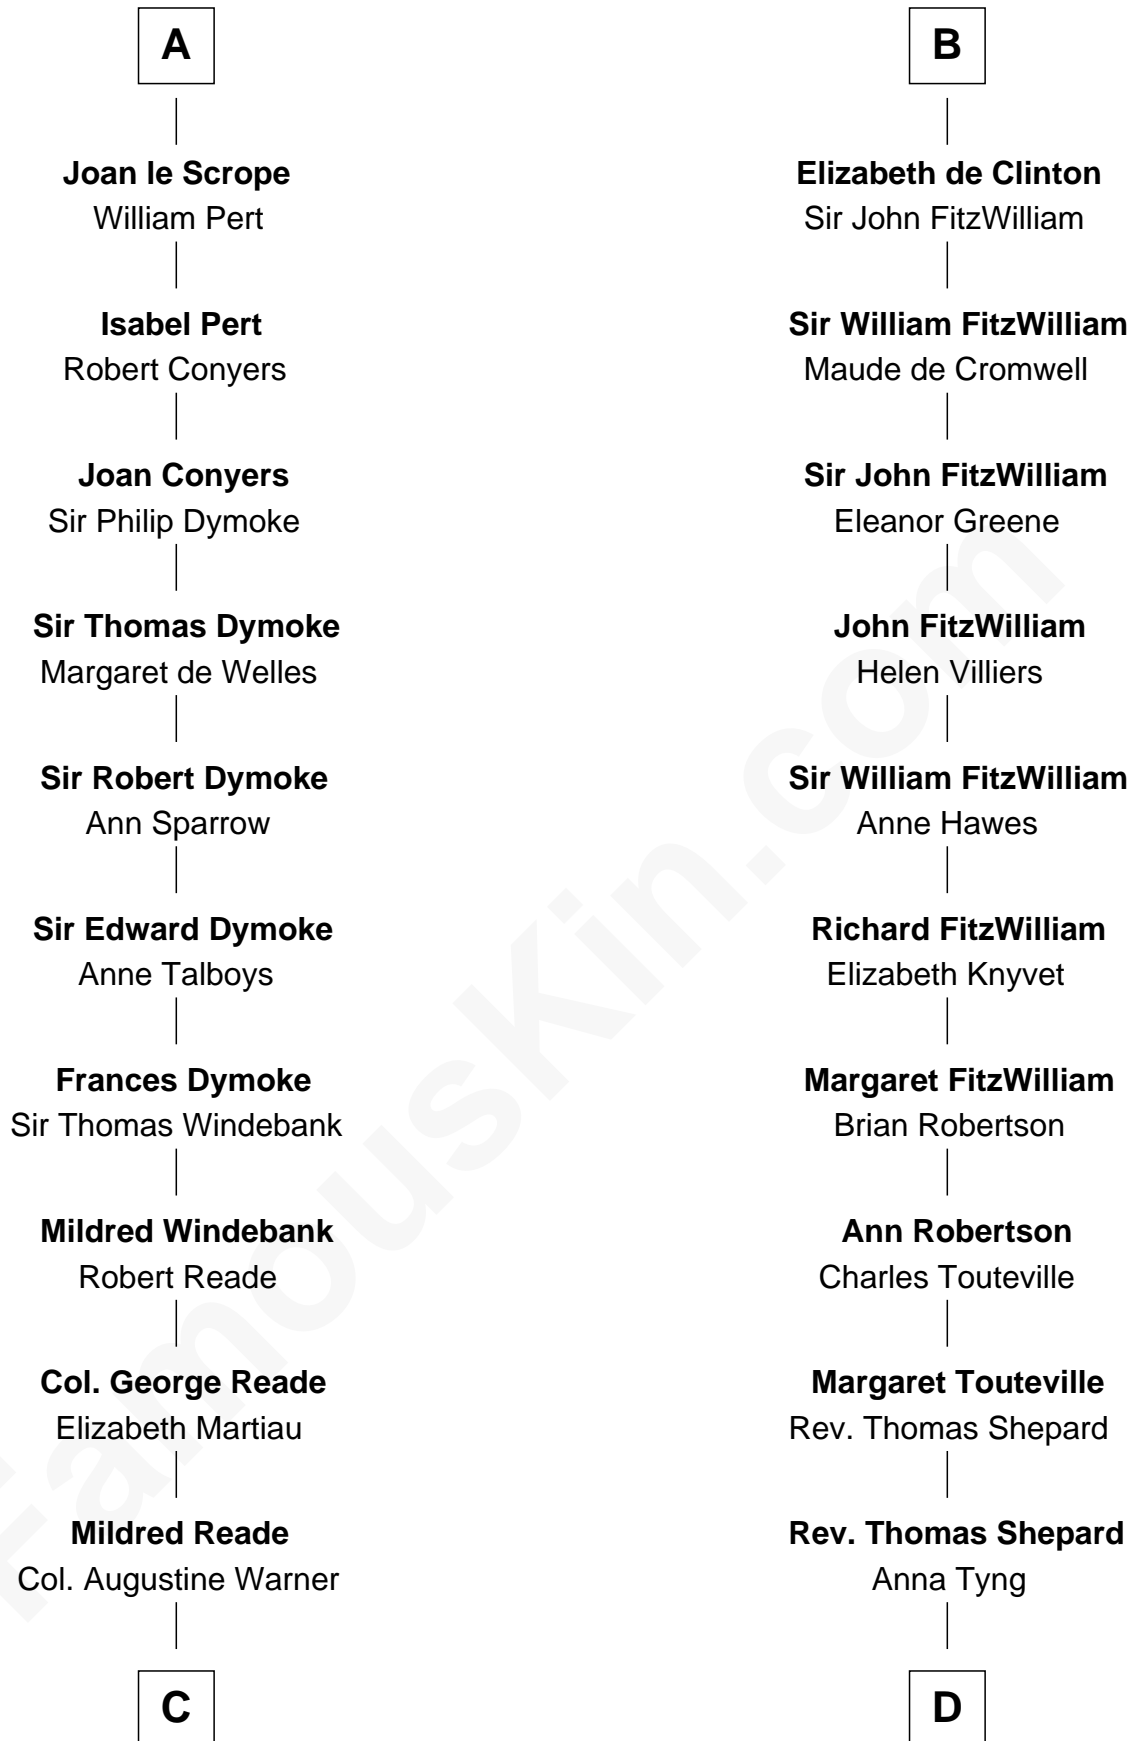 A
Joan le Scrope
William Pert
Isabel Pert
Robert Conyers
Joan Conyers
Sir Philip Dymoke
Sir Thomas Dymoke
Margaret de Welles
Sir Robert Dymoke
Ann Sparrow
Sir Edward Dymoke
Anne Talboys
Frances Dymoke
Sir Thomas Windebank
Mildred Windebank
Robert Reade
Col. George Reade
Elizabeth Martiau
Mildred Reade
Col. Augustine Warner
C
B
Elizabeth de Clinton
Sir John FitzWilliam
Sir William FitzWilliam
Maude de Cromwell
Sir John FitzWilliam
Eleanor Greene
John FitzWilliam
Helen Villiers
Sir William FitzWilliam
Anne Hawes
Richard FitzWilliam
Elizabeth Knyvet
Margaret FitzWilliam
Brian Robertson
Ann Robertson
Charles Touteville
Margaret Touteville
Rev. Thomas Shepard
Rev. Thomas Shepard
Anna Tyng
D
FamousKin.com